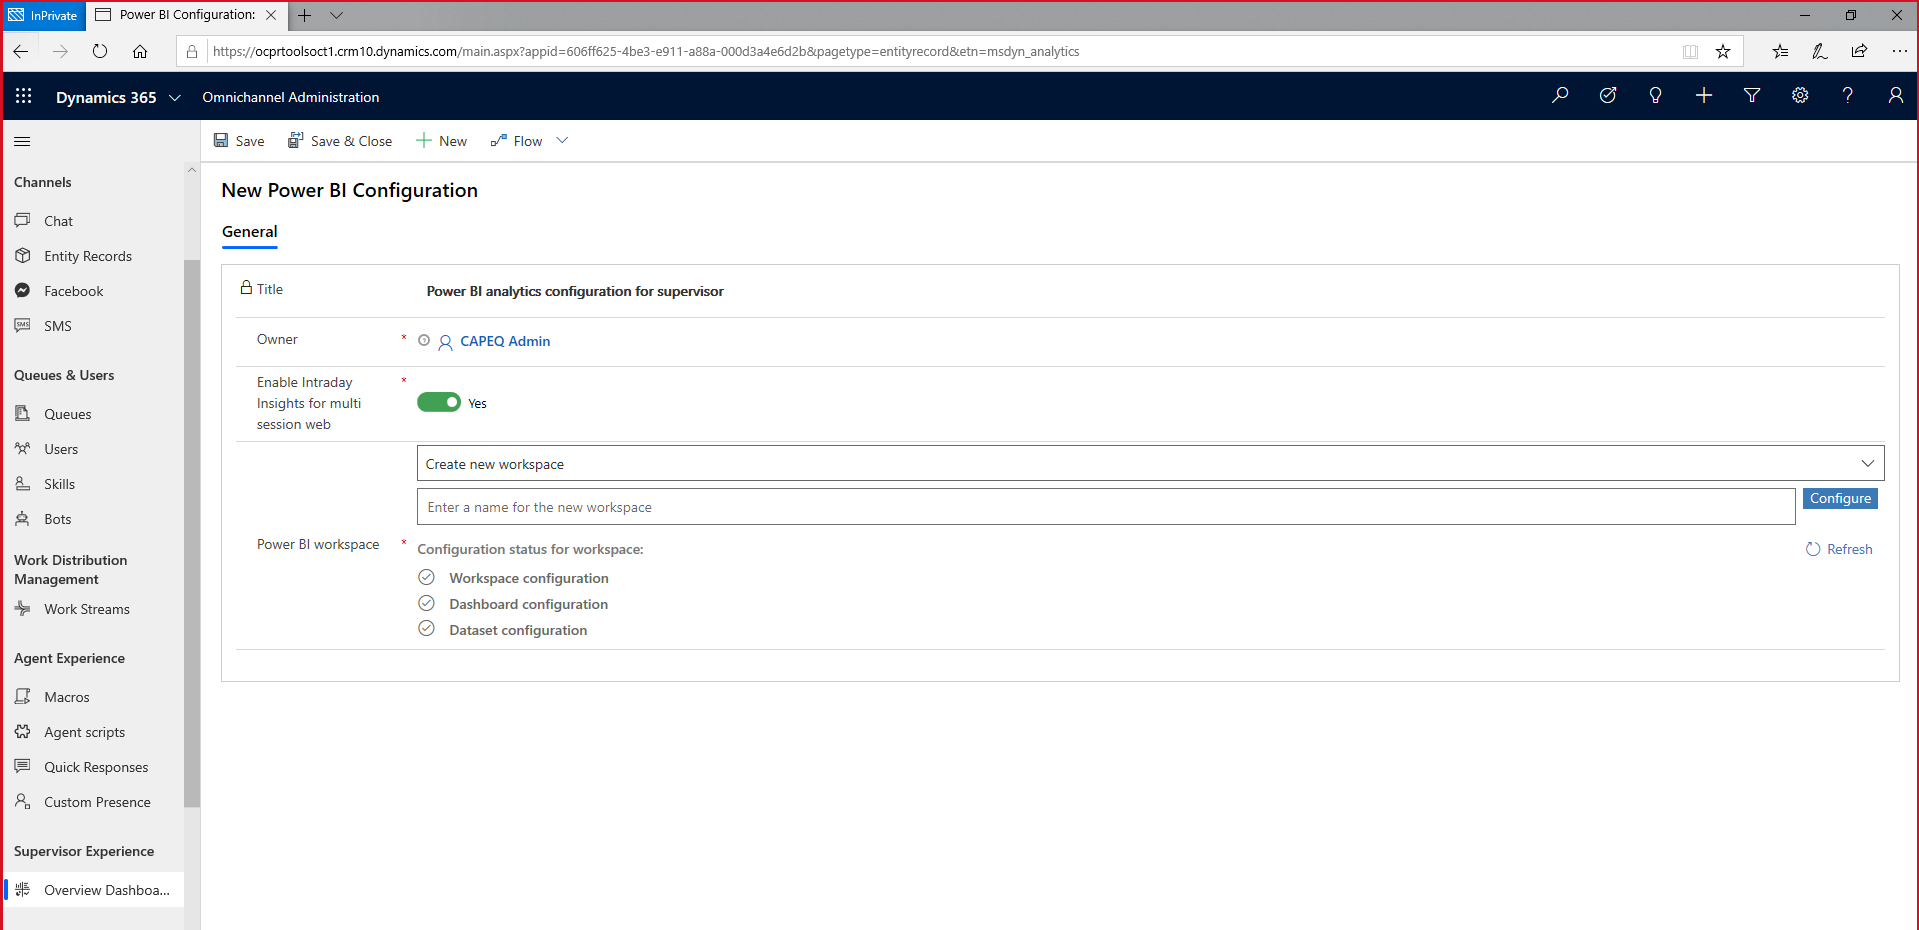 InPrivate
Power BI Configuration:
https://ocprtoolsoct1.crm10.dynamics.com/main.aspx?appid=606ff625-4be3-e911-a88a-000d3a4e6d2b&pagetype=entityrecord&etn=msdyn_analytics
Dynamics 365
Omnichannel Administration
Save
Save & Close
New
Flow
Channels
Chat
Entity Records
Facebook
SMS
Queues & Users
Queues
Users
Skills
Bots
Work Distribution
Management
Work Streams
Agent Experience
Macros
Agent scripts
Quick Responses
Custom Presence
Supervisor Experience
Overview Dashboa...
New Power BI Configuration
General
Title
Power BI analytics configuration for supervisor
Owner
*
CAPEQ Admin
Enable Intraday
Insights for multi
session web
*
Yes
Create new workspace
Enter a name for the new workspace
Configure
Power BI workspace
*
Configuration status for workspace:
Refresh
Workspace configuration
Dashboard configuration
Dataset configuration